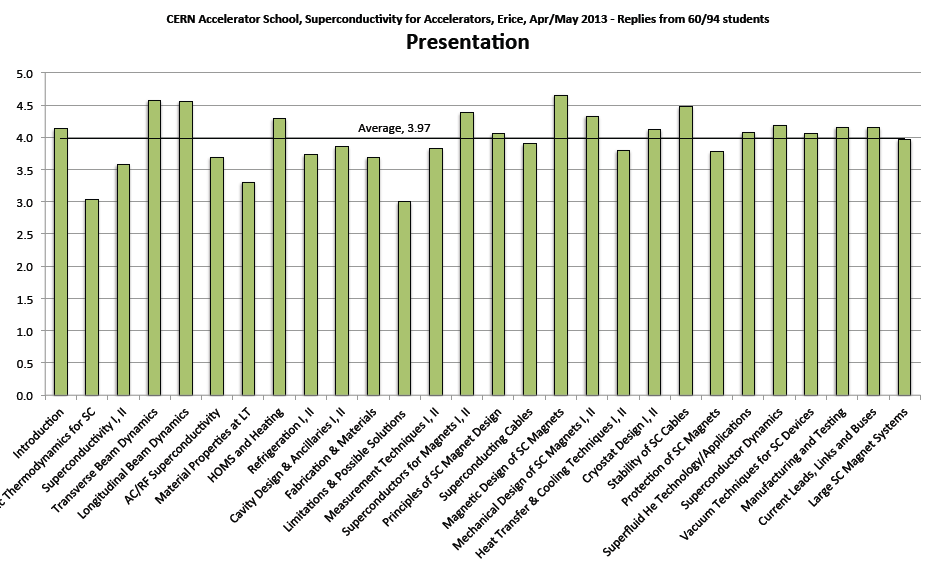 CERN Accelerator School, Superconductivity for Accelerators, Erice, Apr/May 2013 - Replies from 60/94 students
Presentation
5.0
4.5
4.0
3.5
3.0
2.5
2.0
1.5
1.0
0.5
0.0
Average, 3.97
Introduction
Thermodynamics for SC
Superconductivity I, II
Transverse Beam Dynamics
Longitudinal Beam Dynamics
AC/RF Superconductivity
Material Properties at LT
HOMS and Heating
Refrigeration I, II
Cavity Design & Ancillaries I, II
Fabrication & Materials
Limitations & Possible Solutions
Measurement Techniques I, II
Superconductors for Magnets I, II
Principles of SC Magnet Design
Superconducting Cables
Magnetic Design of SC Magnets
Mechanical Design of SC Magnets I, II
Heat Transfer & Cooling Techniques I, II
Cryostat Design I, II
Stability of SC Cables
Protection of SC Magnets
Superfluid He Technology/Applications
Superconductor Dynamics
Vacuum Techniques for SC Devices
Manufacturing and Testing
Current Leads, Links and Buses
Large SC Magnet Systems